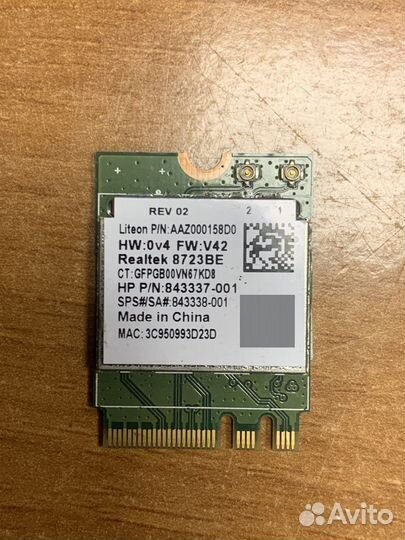 REV 02 2 1
Liteon P/N:AAZ000158D0
HW:0v4 FW:V42
Realtek 8723BE
CT:GFPGB00VN67KD8
HP P/N:843337-001
SPS#/SA#:843338-001
Made in China
MAC: 3C950993D23D
Avito